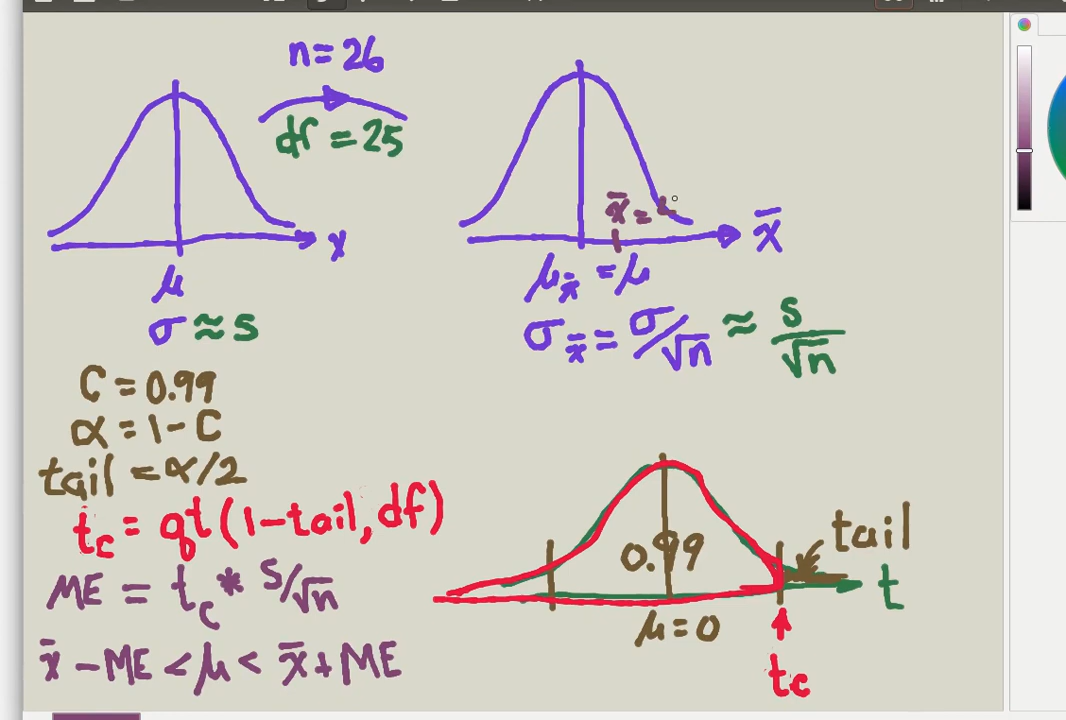 n = 26
df = 25
x̄ =
x
x̄
μ
μx̄ = μ
σ ≈ s
σx̄ = σ/√n ≈ s/√n
C = 0.99
α = 1 - C
tail = α/2
tc = qt(1-tail, df)
ME = tc * s/√n
x̄ - ME < μ < x̄ + ME
0.99
tail
t
μ = 0
tc